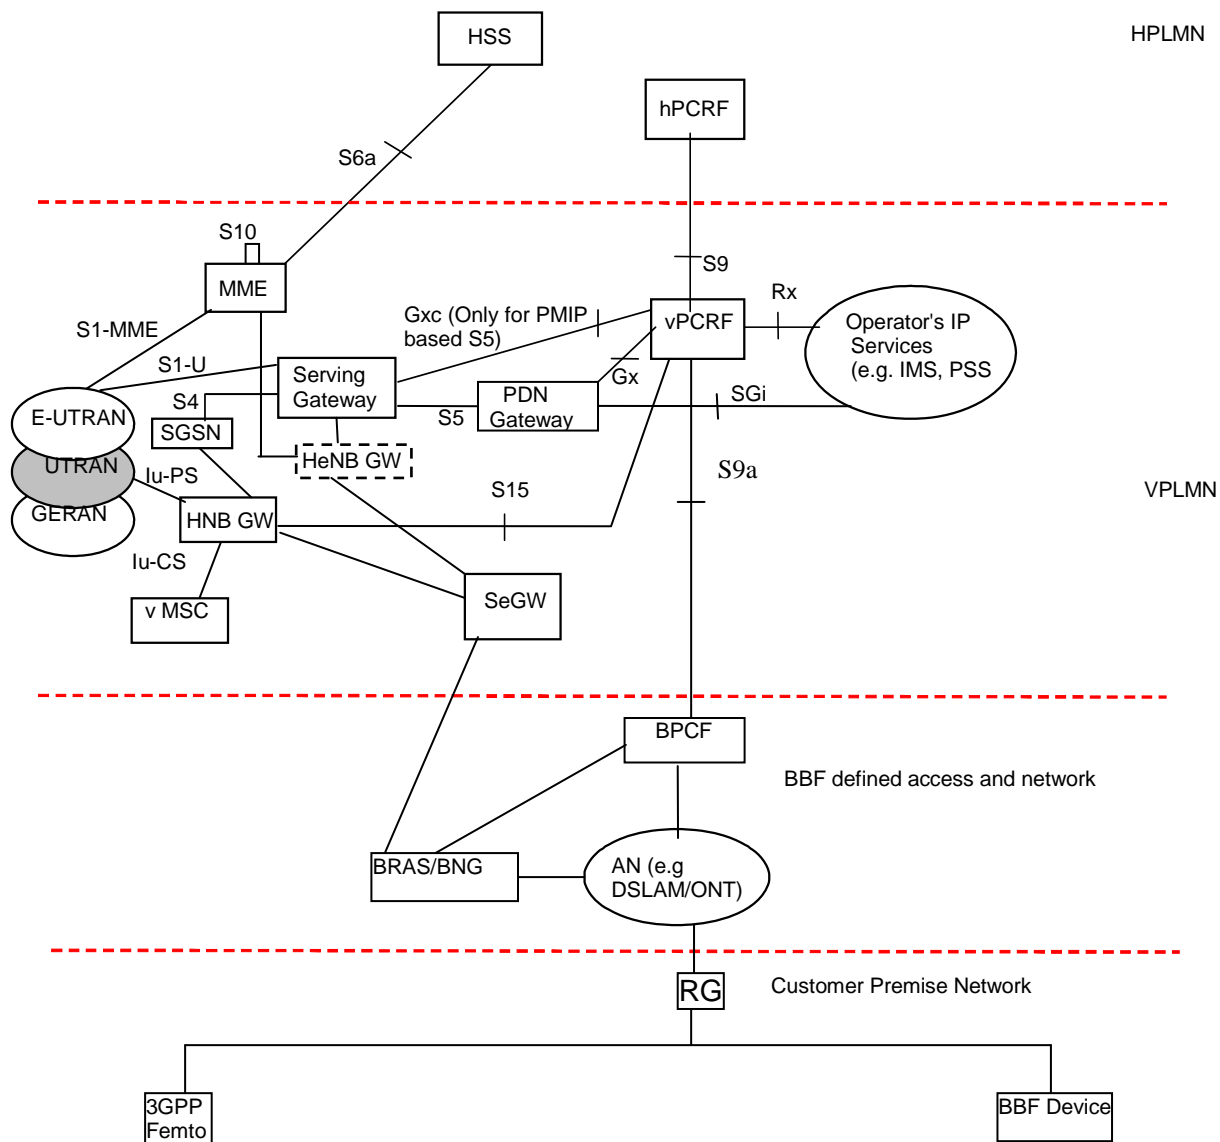 HSS
HPLMN
hPCRF
S6a
S10
MME
S9
Rx
Gxc (Only for PMIP
based S5)
vPCRF
Operator's IP
Services
(e.g. IMS, PSS
S1-MME
S1-U
Serving
Gateway
Gx
PDN
Gateway
S5
SGi
S4
E-UTRAN
SGSN
UTRAN
HeNB GW
S9a
Iu-PS
S15
VPLMN
GERAN
HNB GW
Iu-CS
v MSC
SeGW
BPCF
BBF defined access and network
BRAS/BNG
AN (e.g
DSLAM/ONT)
RG
Customer Premise Network
3GPP
Femto
BBF Device